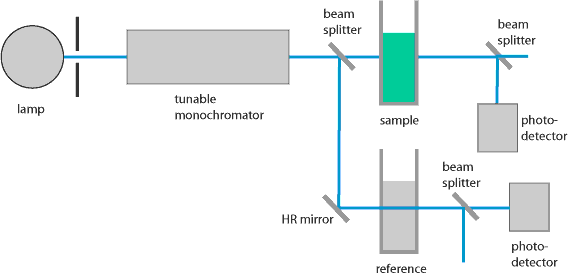 beam
splitter
beam
splitter
lamp
tunable
monochromator
sample
photo-
detector
beam
splitter
HR mirror
photo-
detector
reference